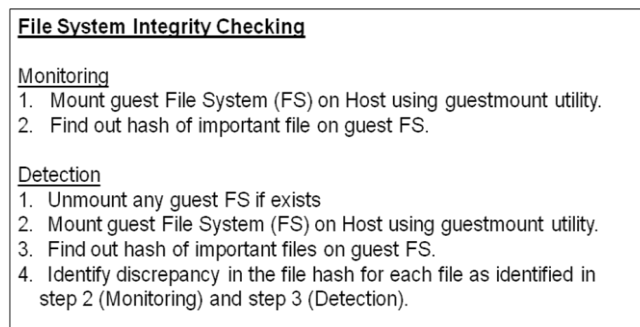 File System Integrity Checking
Monitoring
1. Mount guest File System (FS) on Host using guestmount utility.
2. Find out hash of important file on guest FS.
Detection
1. Unmount any guest FS if exists
2. Mount guest File System (FS) on Host using guestmount utility.
3. Find out hash of important files on guest FS.
4. Identify discrepancy in the file hash for each file as identified in
step 2 (Monitoring) and step 3 (Detection).